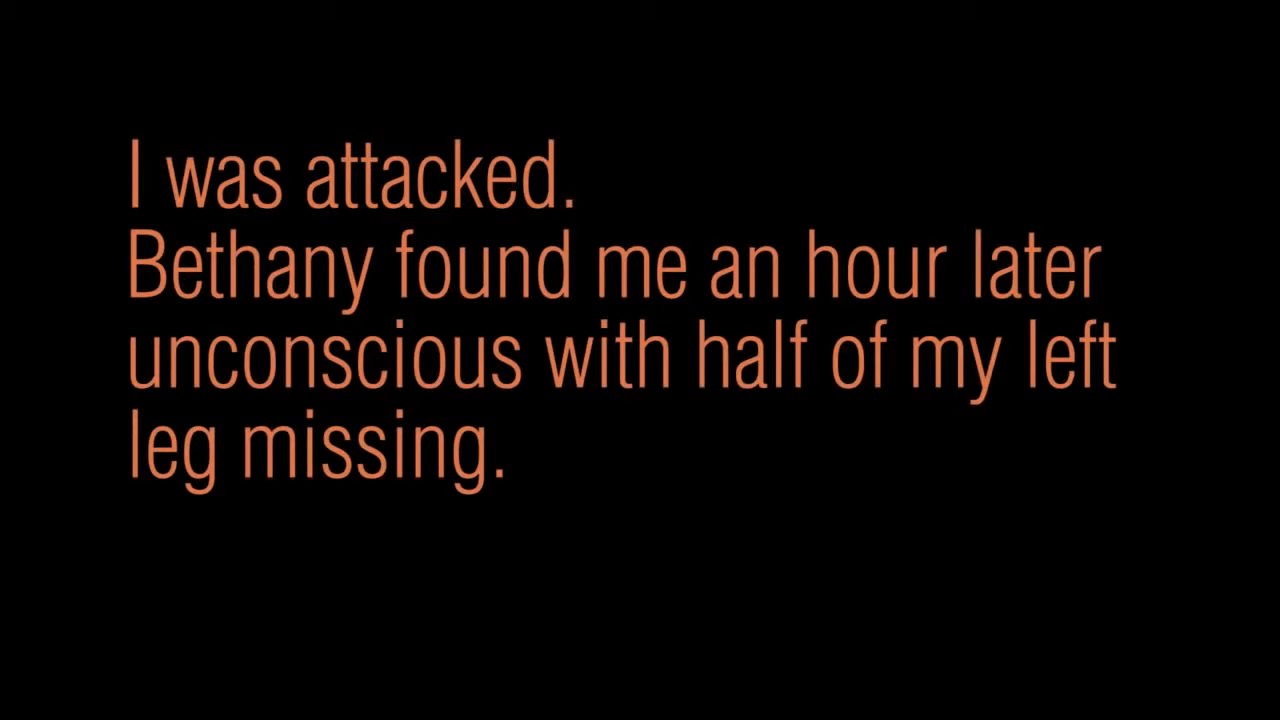 I was attacked.
Bethany found me an hour later
unconscious with half of my left
leg missing.